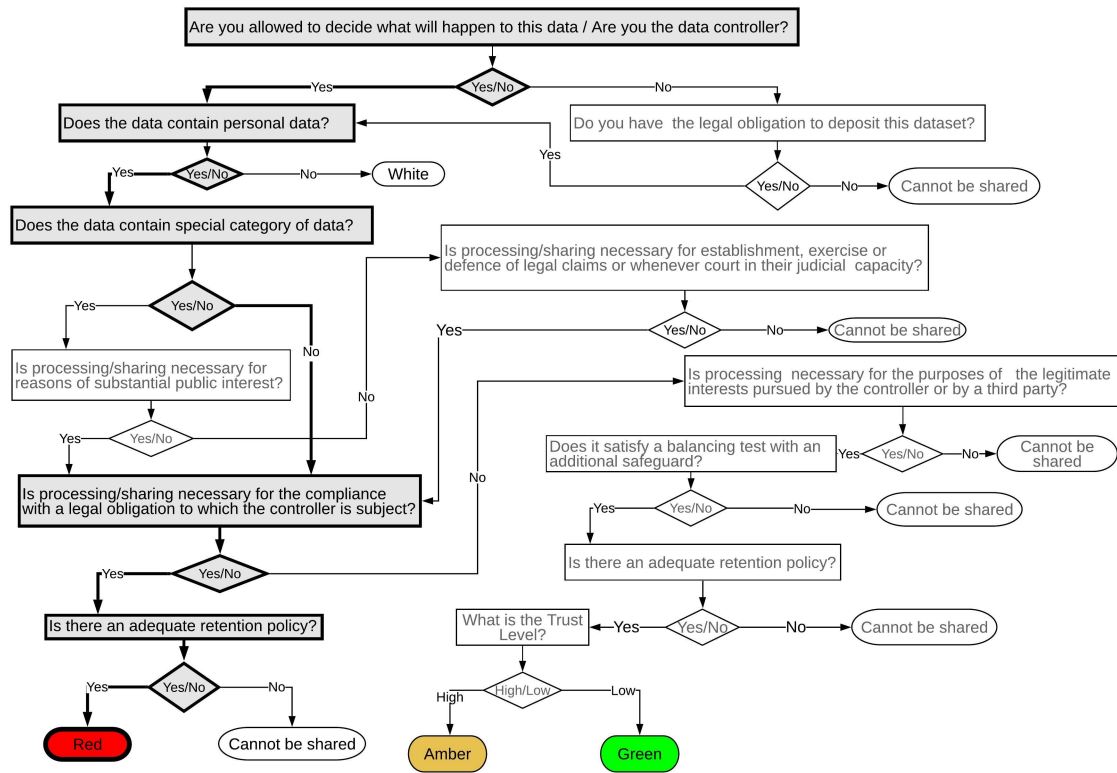 Are you allowed to decide what will happen to this data / Are you the data controller?
Yes
Yes/No
No
Does the data contain personal data?
Do you have the legal obligation to deposit this dataset?
Yes
Yes
Yes/No
No
White
Yes/No
No
Cannot be shared
Does the data contain special category of data?
Is processing/sharing necessary for establishment, exercise or
defence of legal claims or whenever court in their judicial capacity?
Yes
Yes/No
No
Yes
Yes/No
No
Cannot be shared
Is processing/sharing necessary for
reasons of substantial public interest?
No
Is processing necessary for the purposes of the legitimate
interests pursued by the controller or by a third party?
Yes
Yes/No
Does it satisfy a balancing test with an
additional safeguard?
Yes
Yes/No
No
Cannot be
shared
Is processing/sharing necessary for the compliance
with a legal obligation to which the controller is subject?
No
Yes
Yes/No
No
Cannot be shared
Is there an adequate retention policy?
Yes
Yes/No
Is there an adequate retention policy?
What is the Trust
Level?
Yes
Yes/No
No
Cannot be shared
Yes
Yes/No
No
High
High/Low
Low
Red
Cannot be shared
Amber
Green